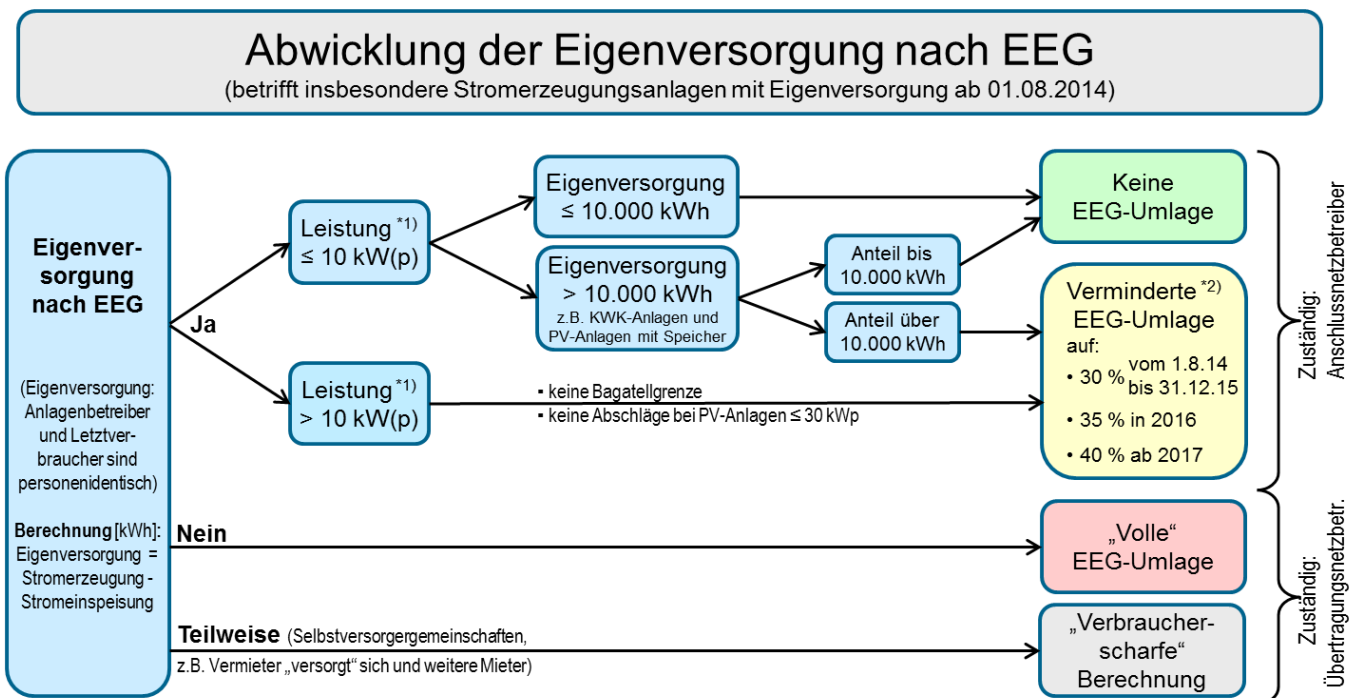 Abwicklung der Eigenversorgung nach EEG
(betrifft insbesondere Stromerzeugungsanlagen mit Eigenversorgung ab 01.08.2014)
Eigenver-
sorgung
nach EEG
(Eigenversorgung:
Anlagenbetreiber
und Letztver-
braucher sind
personenidentisch)
Berechnung [kWh]:
Eigenversorgung =
Stromerzeugung -
Stromeinspeisung
Ja
Leistung *1)
≤ 10 kW(p)
Eigenversorgung
≤ 10.000 kWh
Eigenversorgung
> 10.000 kWh
z.B. KWK-Anlagen und
PV-Anlagen mit Speicher
Anteil bis
10.000 kWh
Anteil über
10.000 kWh
Keine
EEG-Umlage
Leistung *1)
> 10 kW(p)
▪ keine Bagatellgrenze
▪ keine Abschläge bei PV-Anlagen ≤ 30 kWp
Verminderte *2)
EEG-Umlage
auf:
• 30 % vom 1.8.14
bis 31.12.15
• 35 % in 2016
• 40 % ab 2017
Zuständig:
Anschlussnetzbetreiber
Nein
„Volle“
EEG-Umlage
Teilweise (Selbstversorgergemeinschaften,
z.B. Vermieter „versorgt“ sich und weitere Mieter)
„Verbraucher-
scharfe“
Berechnung
Zuständig:
Übertragungsnetzbetr.